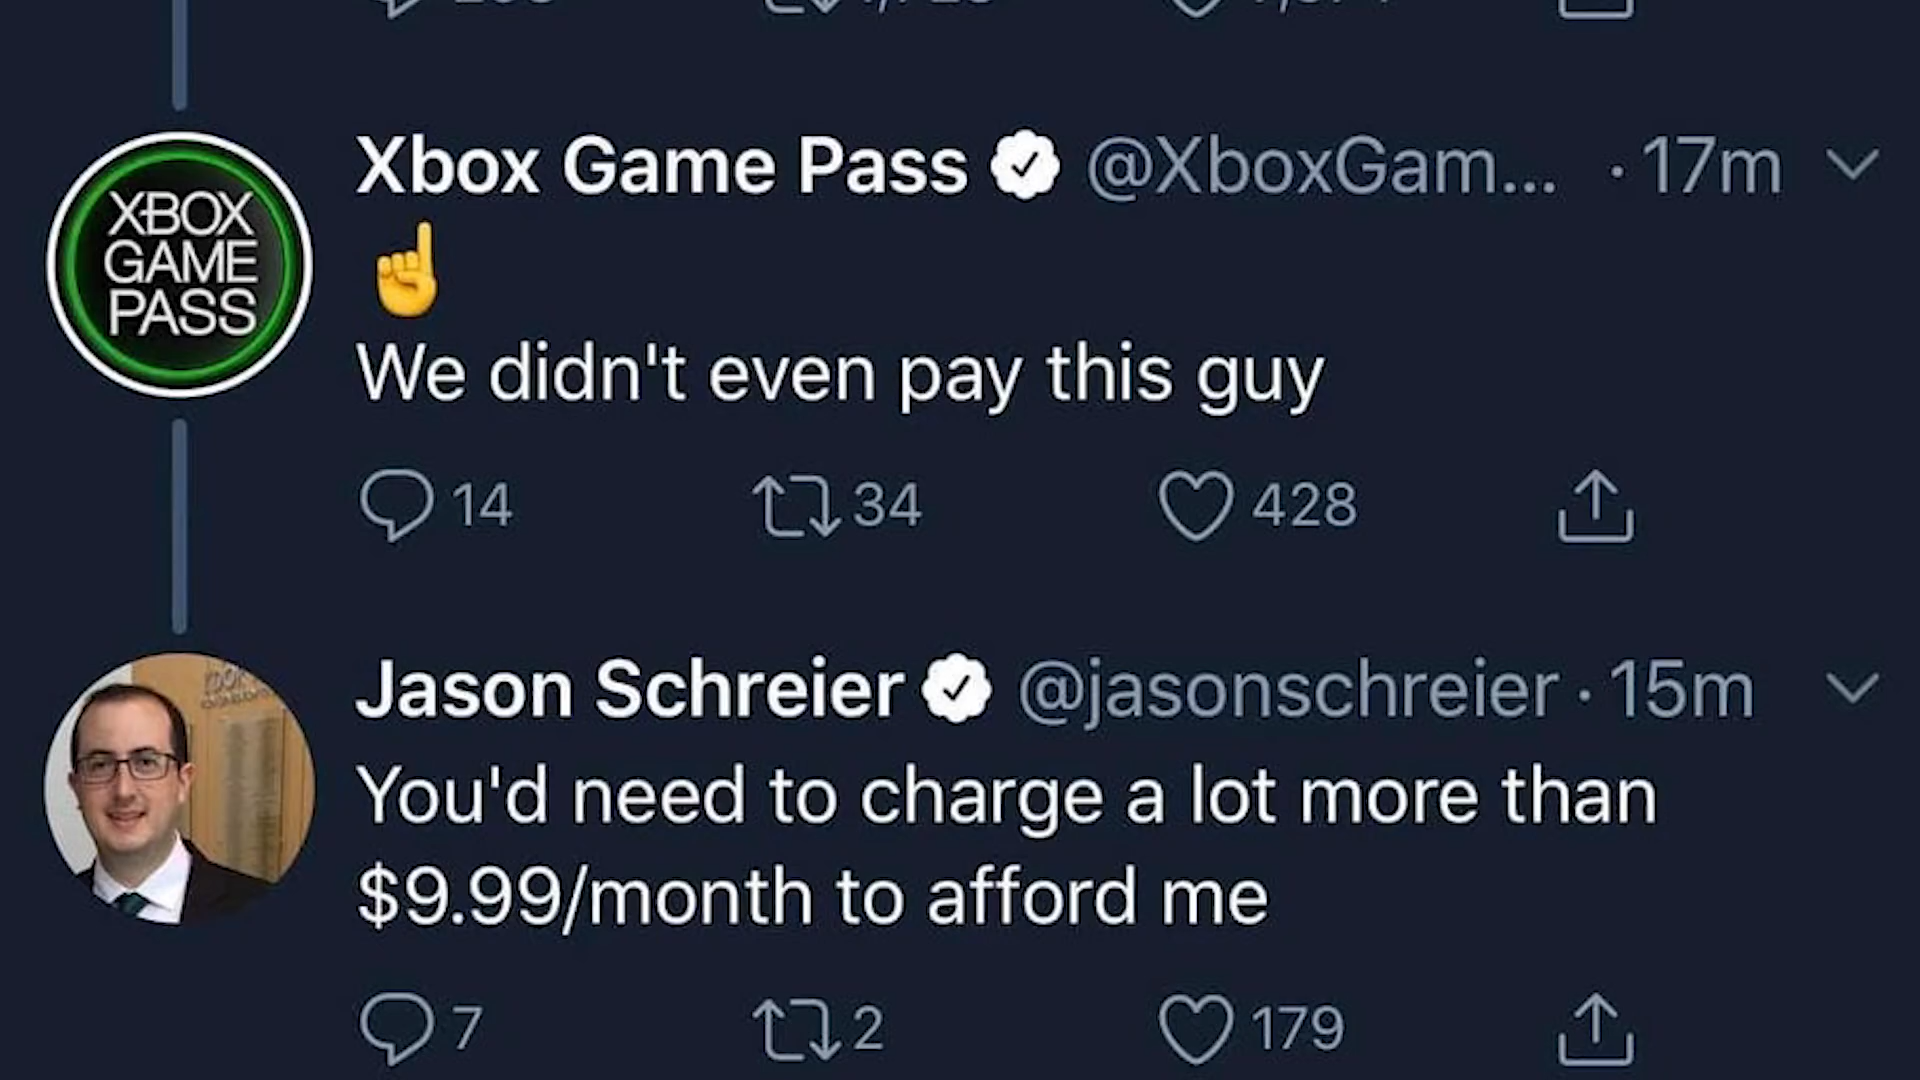 Xbox Game Pass @XboxGam... · 17m
XBOX
GAME
PASS
☝
We didn't even pay this guy
14 34 428
Jason Schreier @jasonschreier · 15m
You'd need to charge a lot more than
$9.99/month to afford me
7 2 179